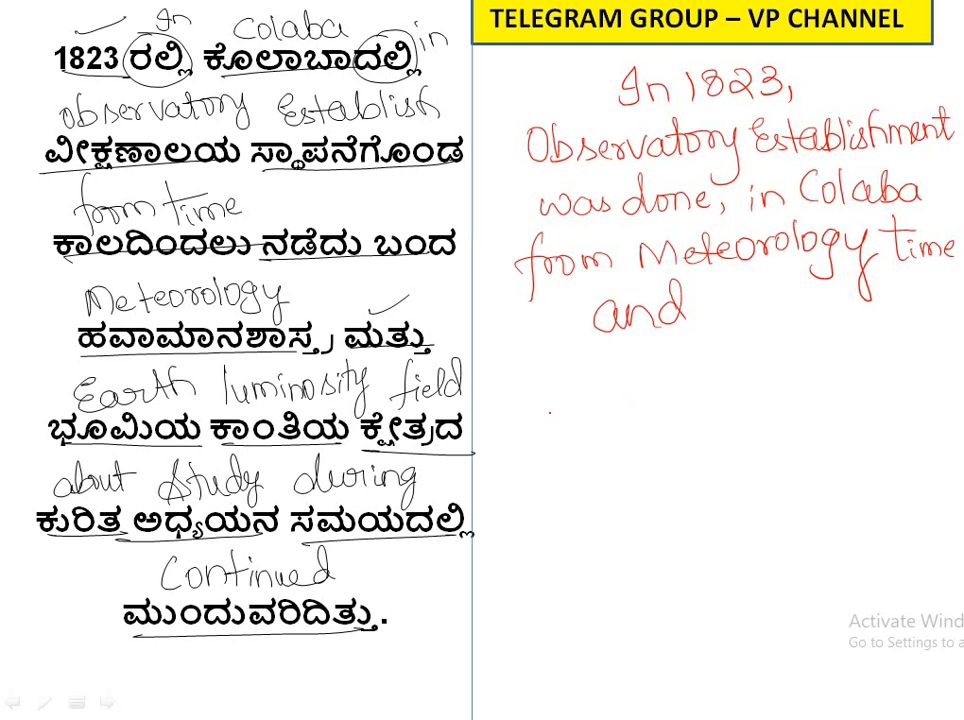 In Colaba in
1823 ರಲ್ಲಿ ಕೊಲಾಬಾದಲ್ಲಿ
Observatory Establish
ವೀಕ್ಷಣಾಲಯ ಸ್ಥಾಪನೆಗೊಂಡ
from time
ಕಾಲದಿಂದಲು ನಡೆದು ಬಂದ
Meteorology
ಹವಾಮಾನಶಾಸ್ತ್ರ ಮತ್ತು
Earth luminosity field
ಭೂಮಿಯ ಕಾಂತಿಯ ಕ್ಷೇತ್ರದ
about Study during
ಕುರಿತ ಅಧ್ಯಯನ ಸಮಯದಲ್ಲಿ
Continued
ಮುಂದುವರಿದಿತ್ತು.
TELEGRAM GROUP – VP CHANNEL
In 1823,
Observatory Establishment
was done, in Colaba
from Meteorology time
and
Activate Wind
Go to Settings to a